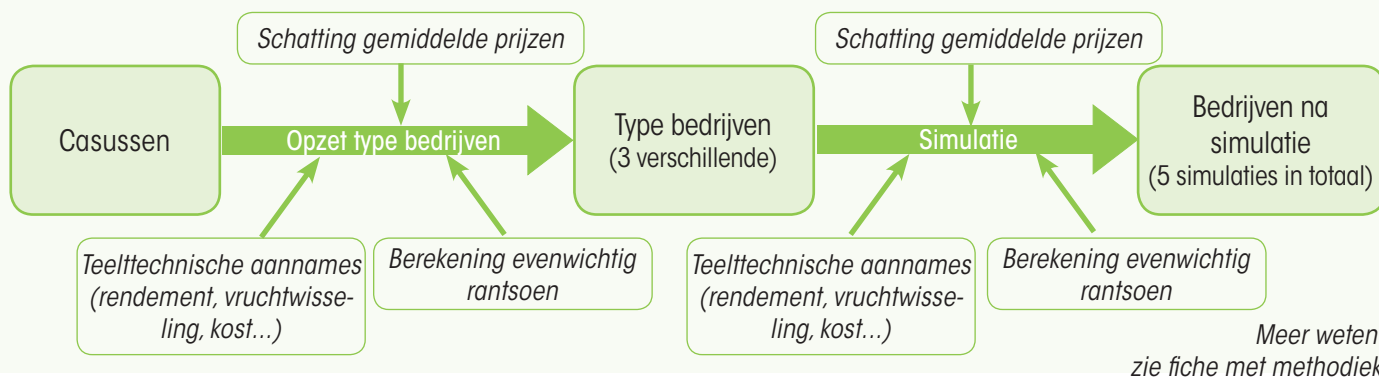 Schatting gemiddelde prijzen
Schatting gemiddelde prijzen
Casussen
Opzet type bedrijven
Type bedrijven
(3 verschillende)
Simulatie
Bedrijven na
simulatie
(5 simulaties in totaal)
Teelttechnische aannames
(rendement, vruchtwisse-
ling, kost...)
Berekening evenwichtig
rantsoen
Teelttechnische aannames
(rendement, vruchtwisse-
ling, kost...)
Berekening evenwichtig
rantsoen
Meer weten
zie fiche met methodiek